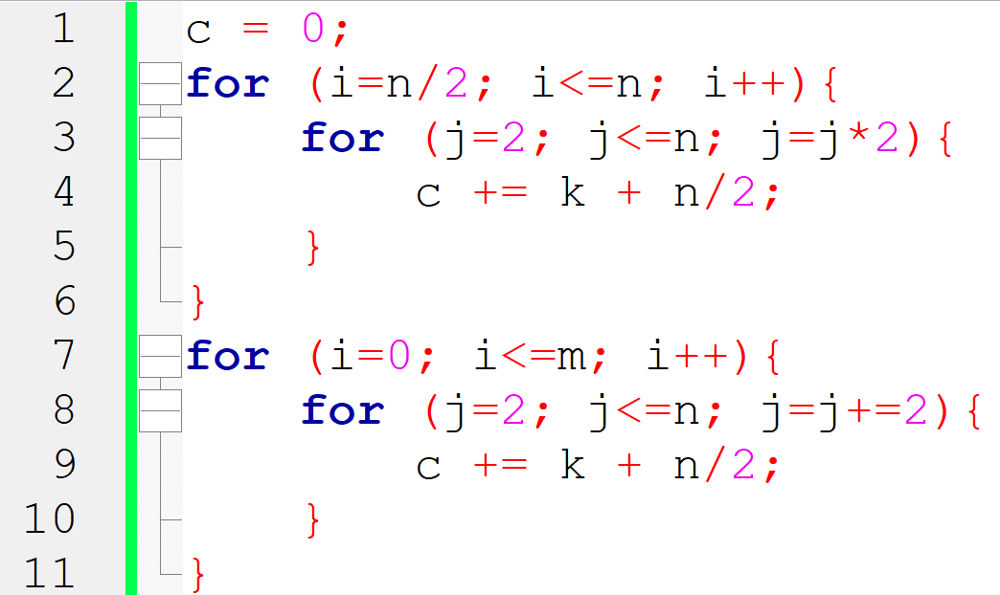 1 c = 0;
2 for (i=n/2; i<=n; i++){
3 for (j=2; j<=n; j=j*2){
4 c += k + n/2;
5 }
6 }
7 for (i=0; i<=m; i++){
8 for (j=2; j<=n; j=j+=2){
9 c += k + n/2;
10 }
11 }